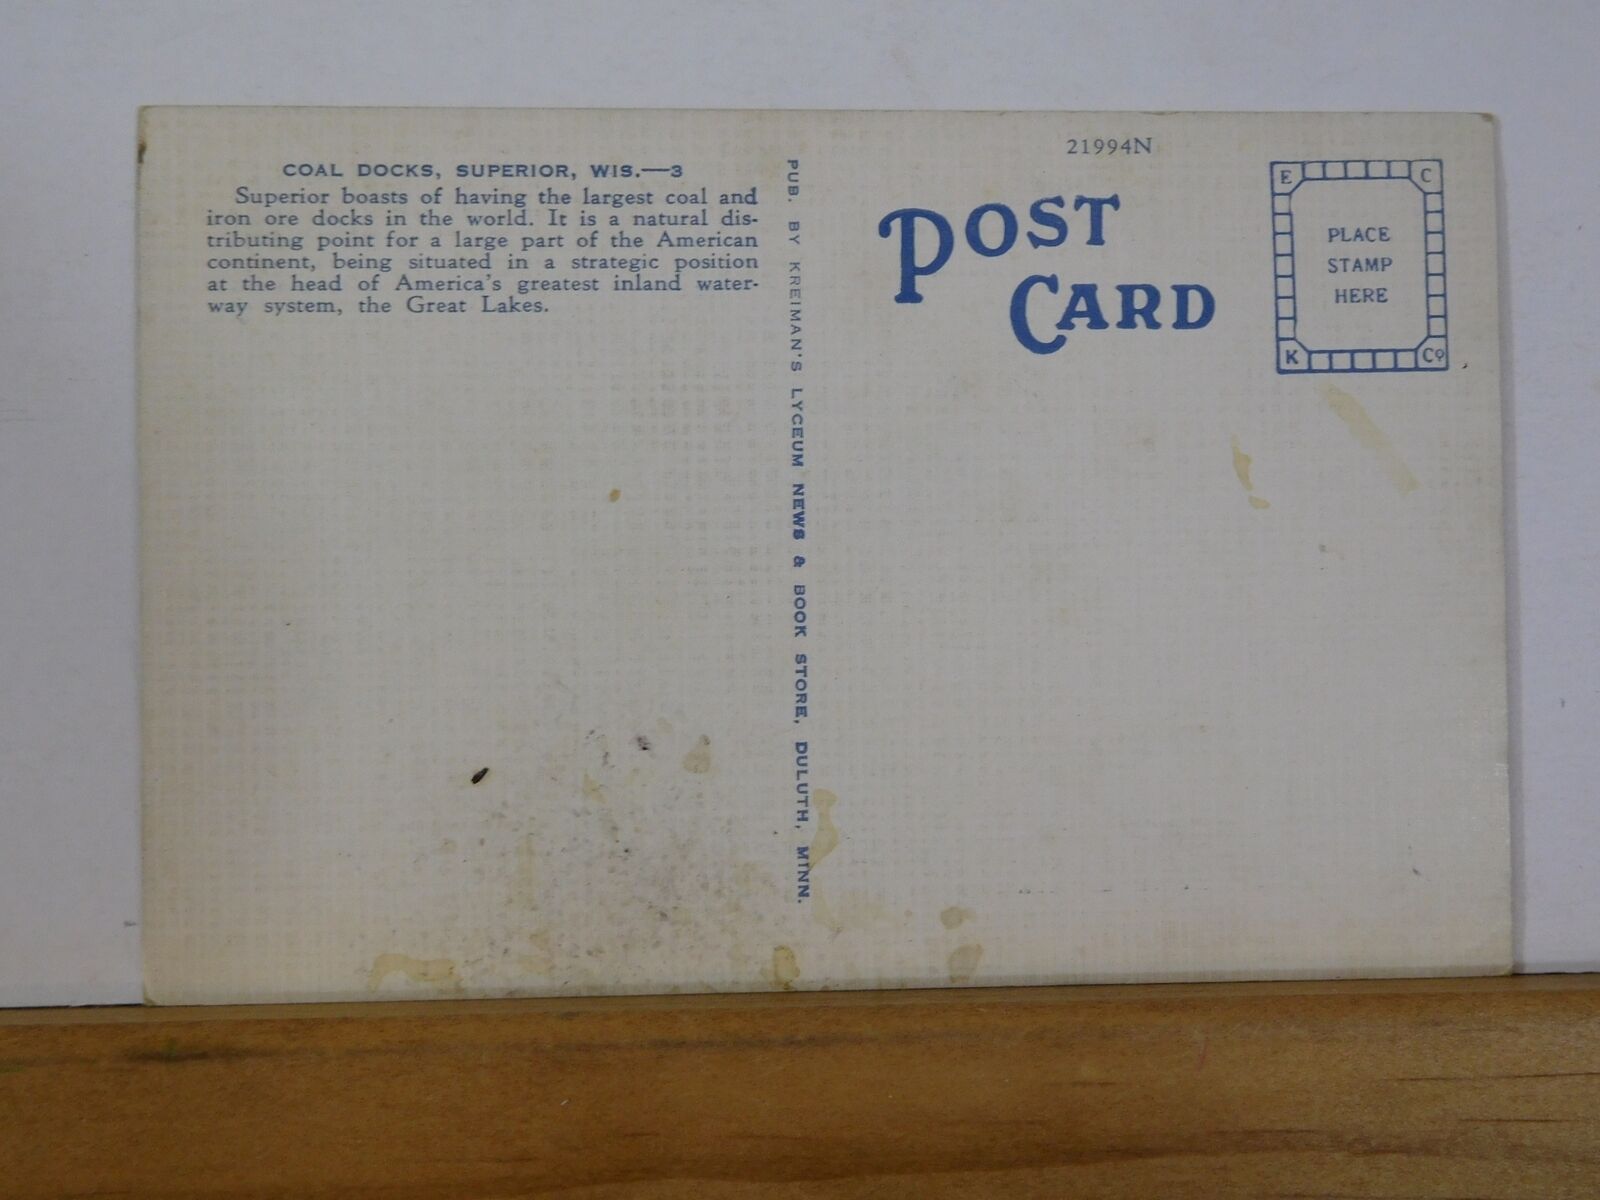 COAL DOCKS, SUPERIOR, WIS.—3
Superior boasts of having the largest coal and
iron ore docks in the world. It is a natural dis-
tributing point for a large part of the American
continent, being situated in a strategic position
at the head of America's greatest inland water-
way system, the Great Lakes.
PUB. BY KREIMAN'S LYCEUM NEWS & BOOK STORE, DULUTH, MINN.
21994N
POST
CARD
E C
PLACE
STAMP
HERE
K Co